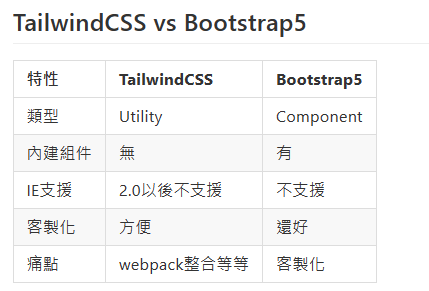 TailwindCSS vs Bootstrap5
特性 TailwindCSS Bootstrap5
類型 Utility Component
內建組件 無 有
IE支援 2.0以後不支援 不支援
客製化 方便 還好
痛點 webpack整合等等 客製化